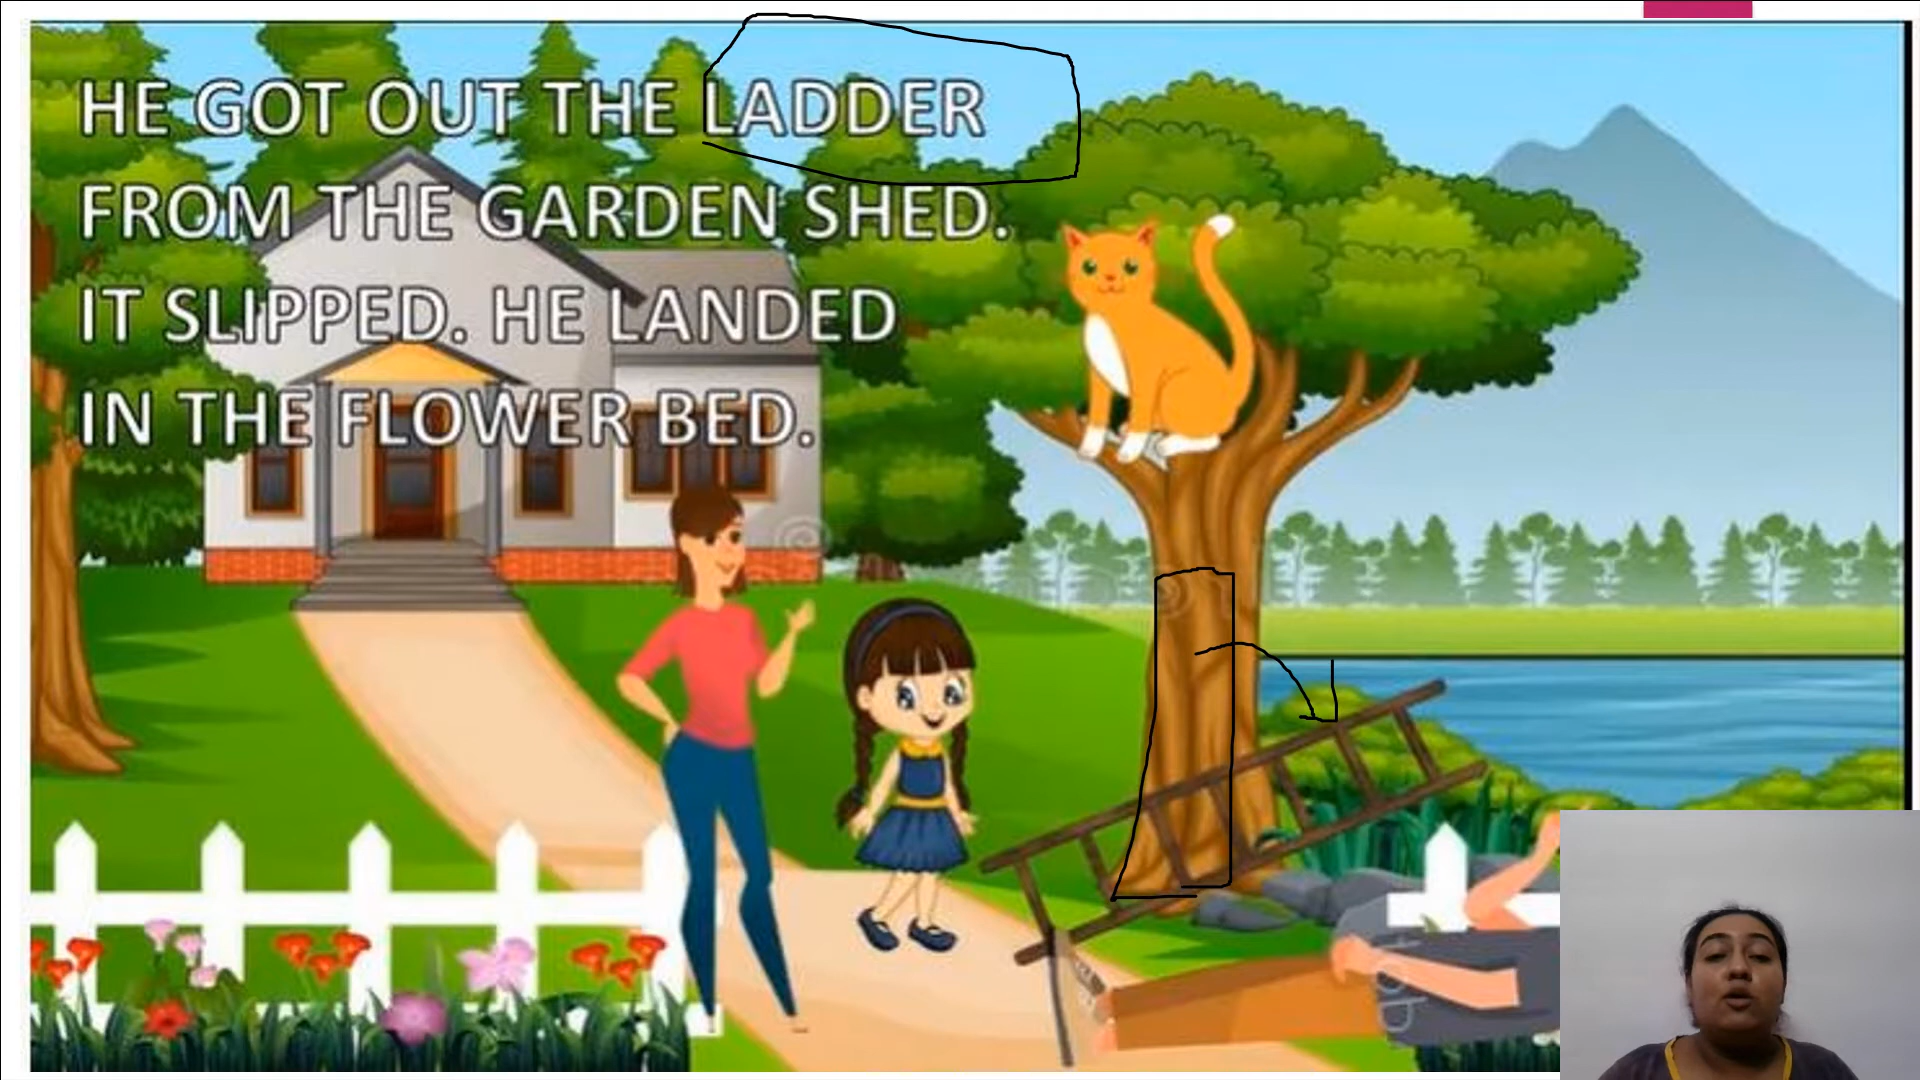 HE GOT OUT THE LADDER
FROM THE GARDEN SHED.
IT SLIPPED. HE LANDED
IN THE FLOWER BED.